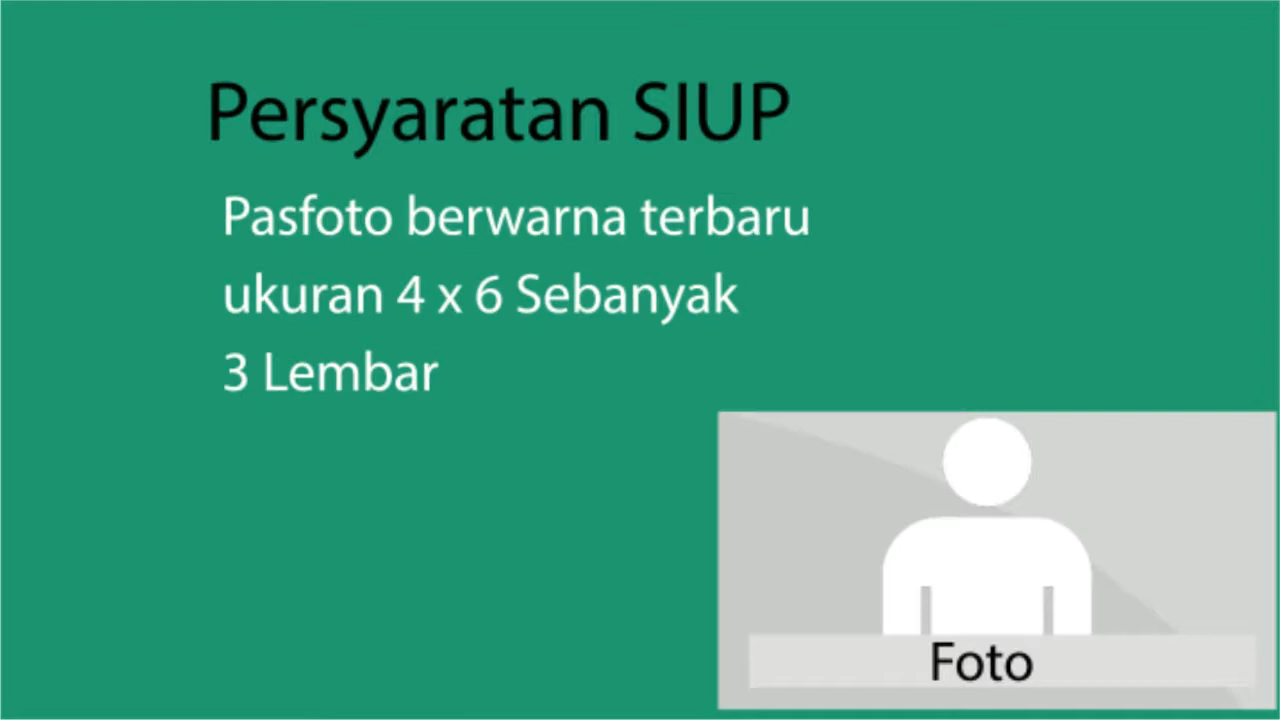 Persyaratan SIUP
Pasfoto berwarna terbaru
ukuran 4 x 6 Sebanyak
3 Lembar
Foto